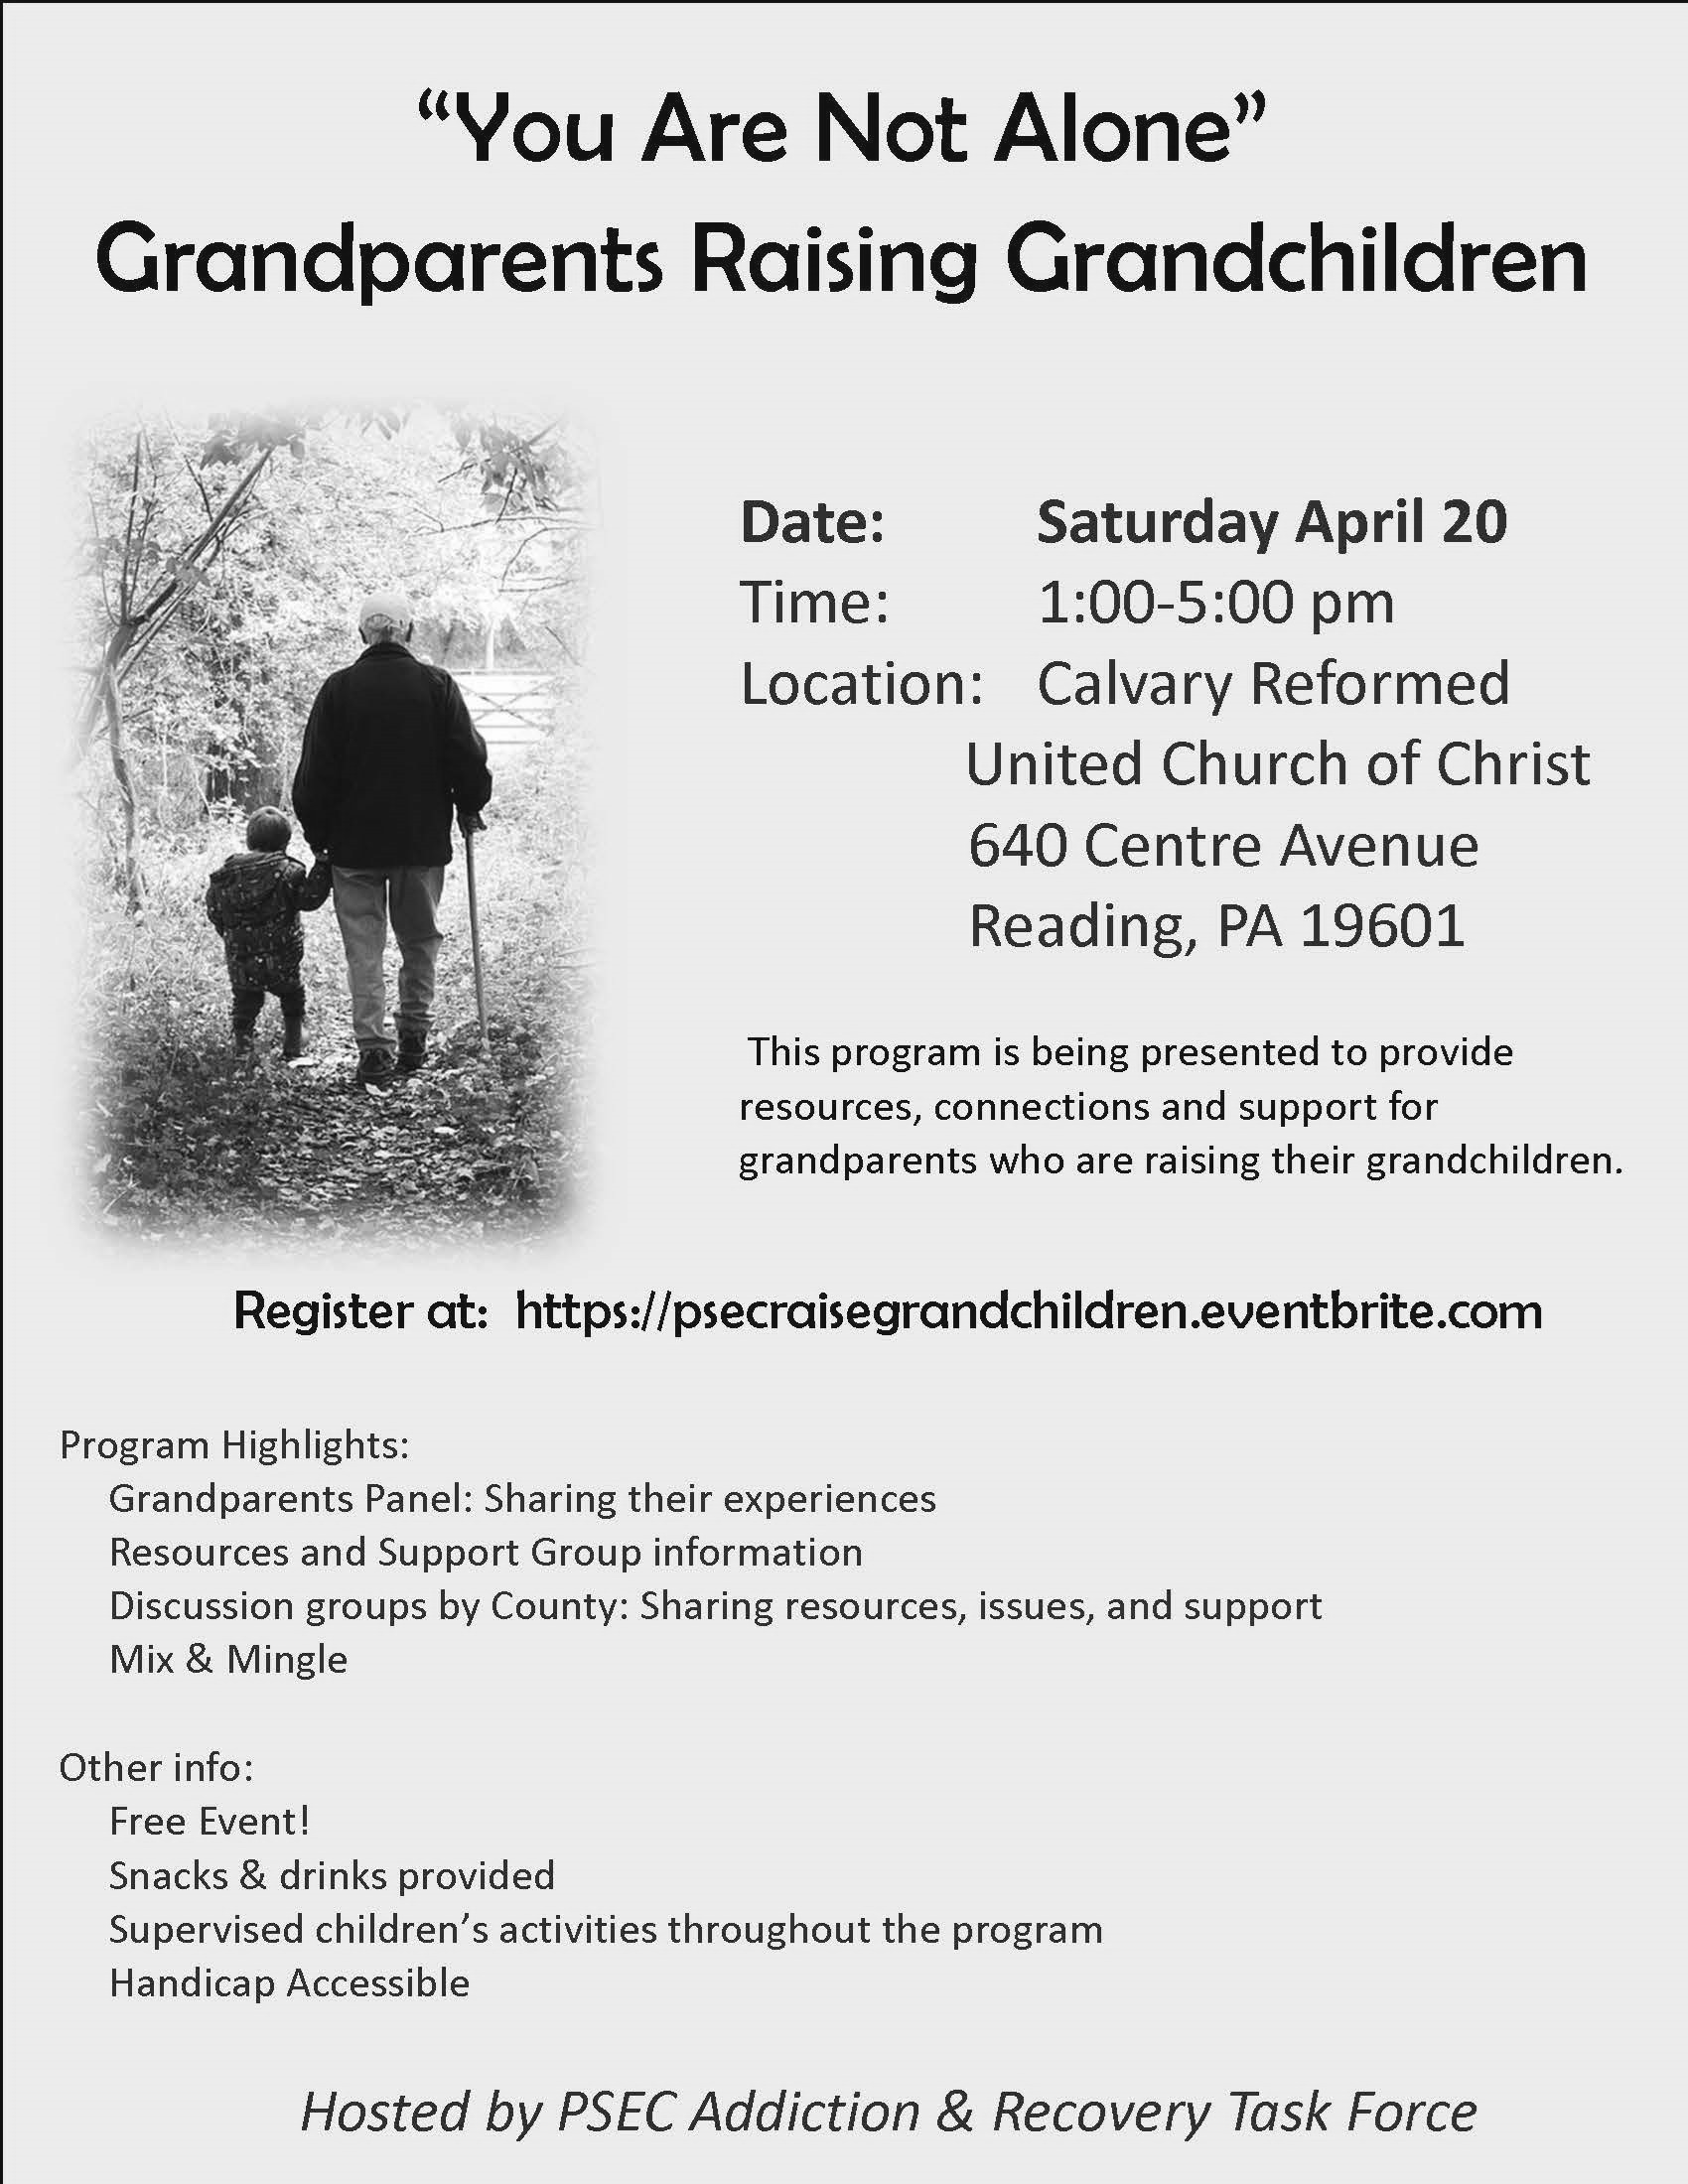 “You Are Not Alone”
Grandparents Raising Grandchildren
Date: Saturday April 20
Time: 1:00-5:00 pm
Location: Calvary Reformed
United Church of Christ
640 Centre Avenue
Reading, PA 19601
This program is being presented to provide
resources, connections and support for
grandparents who are raising their grandchildren.
Register at: https://psecraisegrandchildren.eventbrite.com
Program Highlights:
Grandparents Panel: Sharing their experiences
Resources and Support Group information
Discussion groups by County: Sharing resources, issues, and support
Mix & Mingle
Other info:
Free Event!
Snacks & drinks provided
Supervised children’s activities throughout the program
Handicap Accessible
Hosted by PSEC Addiction & Recovery Task Force